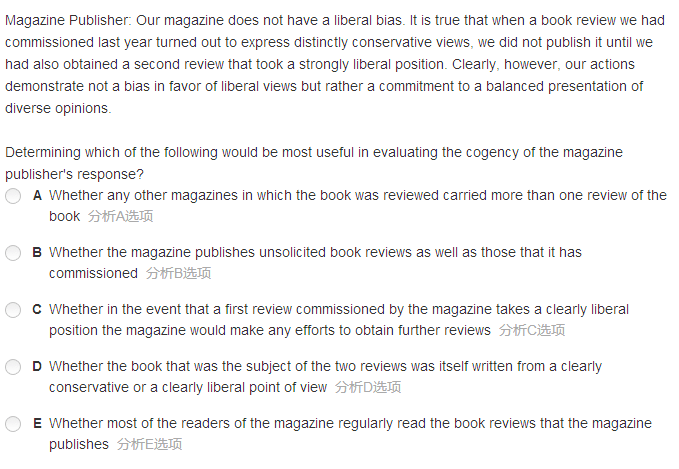 Magazine Publisher: Our magazine does not have a liberal bias. It is true that when a book review we had
commissioned last year turned out to express distinctly conservative views, we did not publish it until we
had also obtained a second review that took a strongly liberal position. Clearly, however, our actions
demonstrate not a bias in favor of liberal views but rather a commitment to a balanced presentation of
diverse opinions.
Determining which of the following would be most useful in evaluating the cogency of the magazine
publisher's response?
A Whether any other magazines in which the book was reviewed carried more than one review of the
book 分析A选项
B Whether the magazine publishes unsolicited book reviews as well as those that it has
commissioned 分析B选项
C Whether in the event that a first review commissioned by the magazine takes a clearly liberal
position the magazine would make any efforts to obtain further reviews 分析C选项
D Whether the book that was the subject of the two reviews was itself written from a clearly
conservative or a clearly liberal point of view 分析D选项
E Whether most of the readers of the magazine regularly read the book reviews that the magazine
publishes 分析E选项